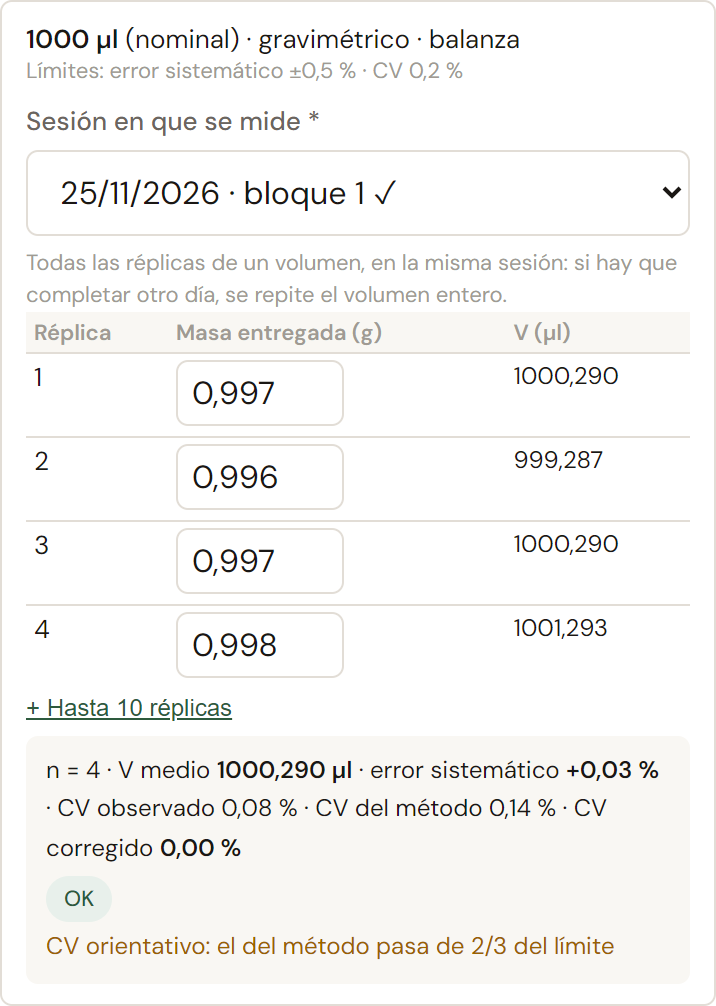 1000 µl (nominal) · gravimétrico · balanza
Límites: error sistemático ±0,5 % · CV 0,2 %
Sesión en que se mide *
25/11/2026 · bloque 1 ✓
Todas las réplicas de un volumen, en la misma sesión: si hay que
completar otro día, se repite el volumen entero.
Réplica Masa entregada (g) V (µl)
1 0,997 1000,290
2 0,996 999,287
3 0,997 1000,290
4 0,998 1001,293
+ Hasta 10 réplicas
n = 4 · V medio 1000,290 µl · error sistemático +0,03 %
· CV observado 0,08 % · CV del método 0,14 % · CV
corregido 0,00 %
OK
CV orientativo: el del método pasa de 2/3 del límite